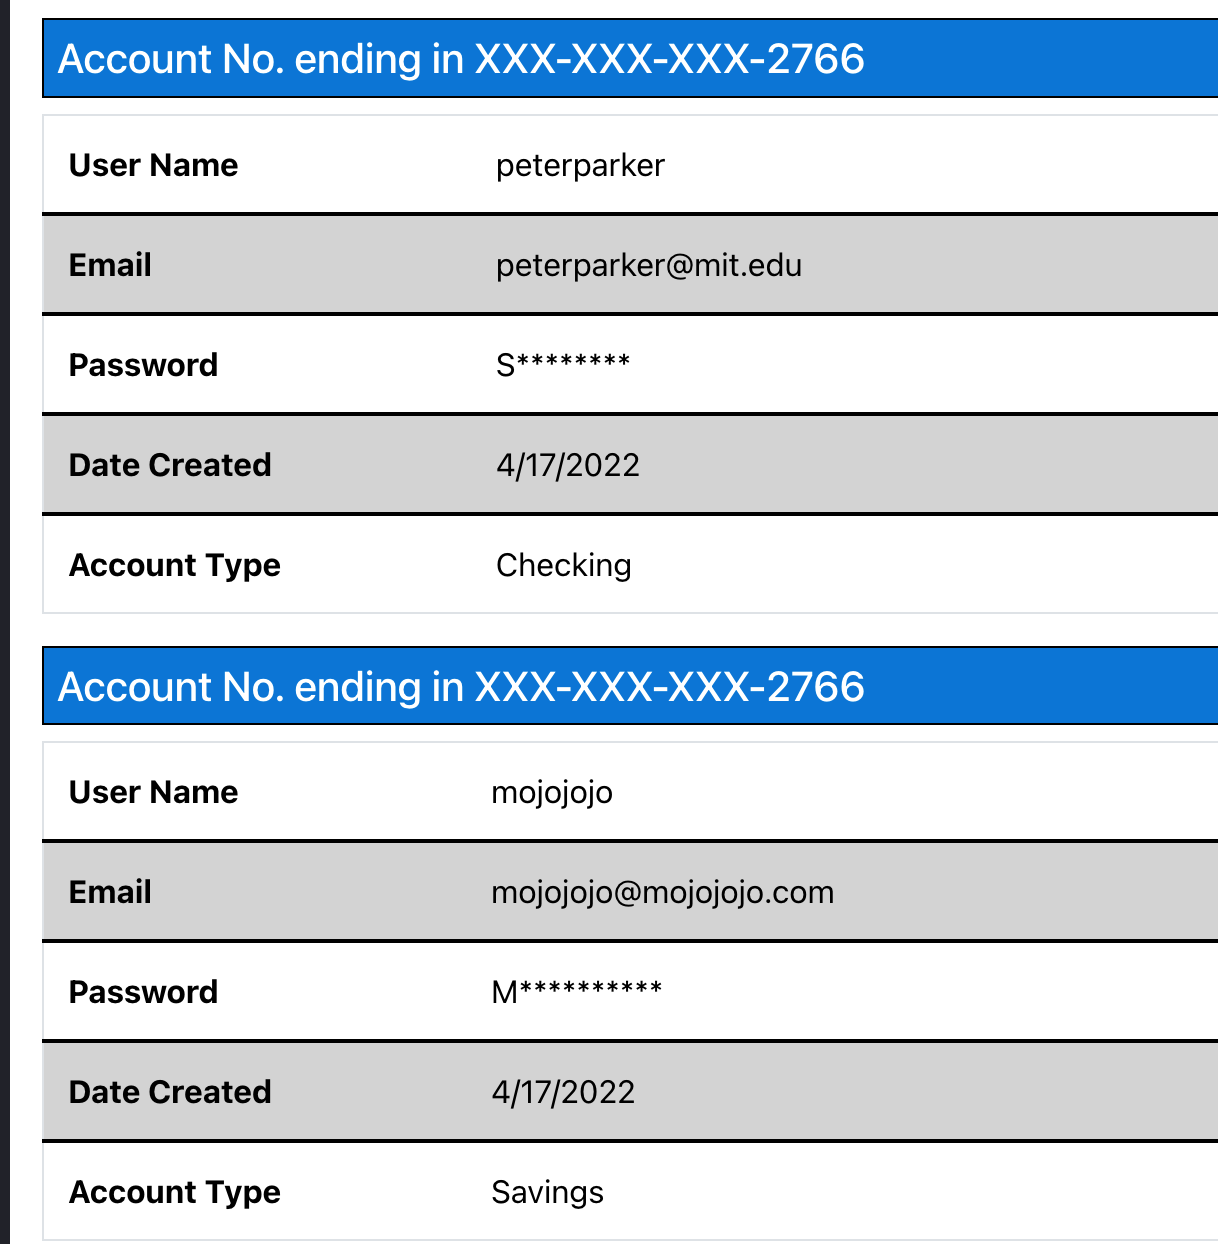 Account No. ending in XXX-XXX-XXX-2766
User Name peterparker
Email peterparker@mit.edu
Password S********
Date Created 4/17/2022
Account Type Checking
Account No. ending in XXX-XXX-XXX-2766
User Name mojojojo
Email mojojojo@mojojojo.com
Password M**********
Date Created 4/17/2022
Account Type Savings